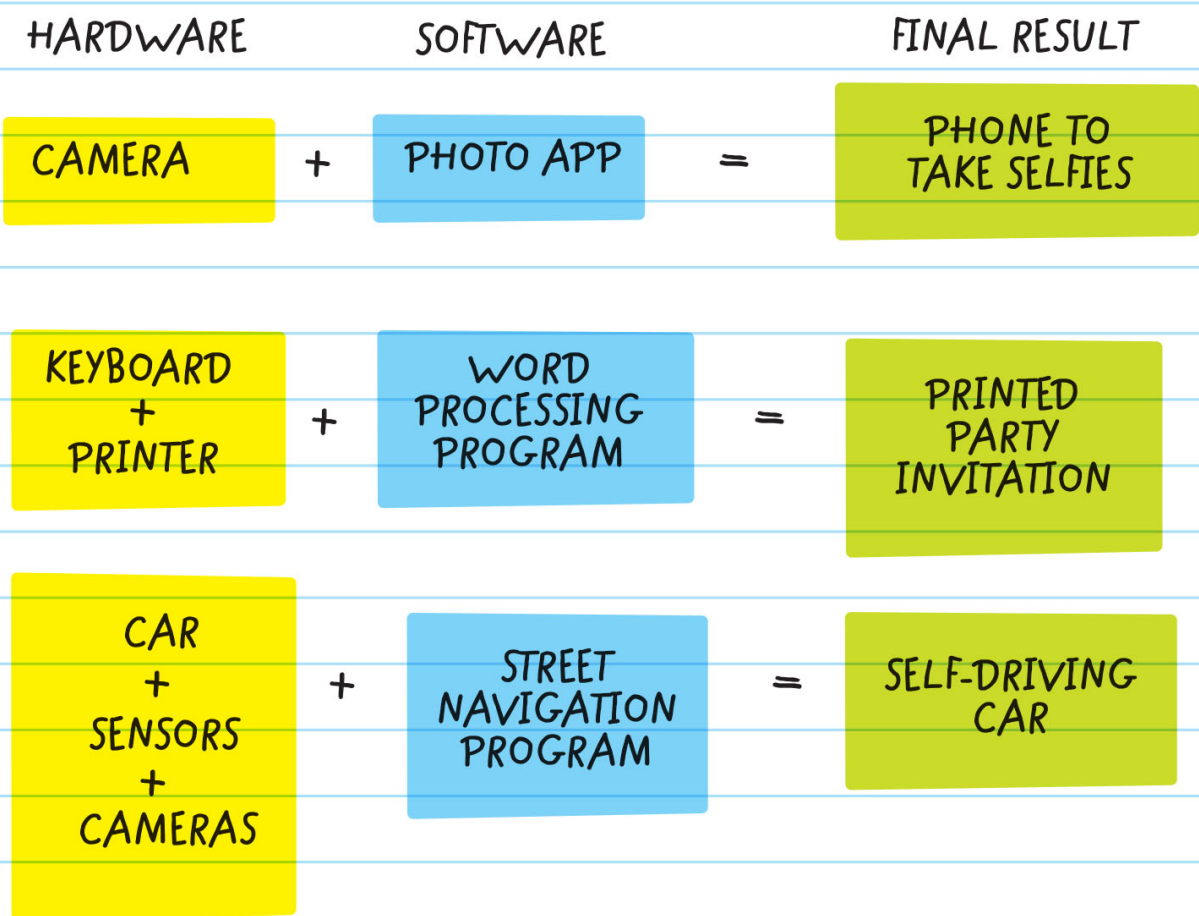 HARDWARE SOFTWARE FINAL RESULT
CAMERA + PHOTO APP = PHONE TO
TAKE SELFIES
KEYBOARD
+
PRINTER
+
WORD
PROCESSING
PROGRAM
=
PRINTED
PARTY
INVITATION
CAR
+
SENSORS
+
CAMERAS
+
STREET
NAVIGATION
PROGRAM
=
SELF-DRIVING
CAR